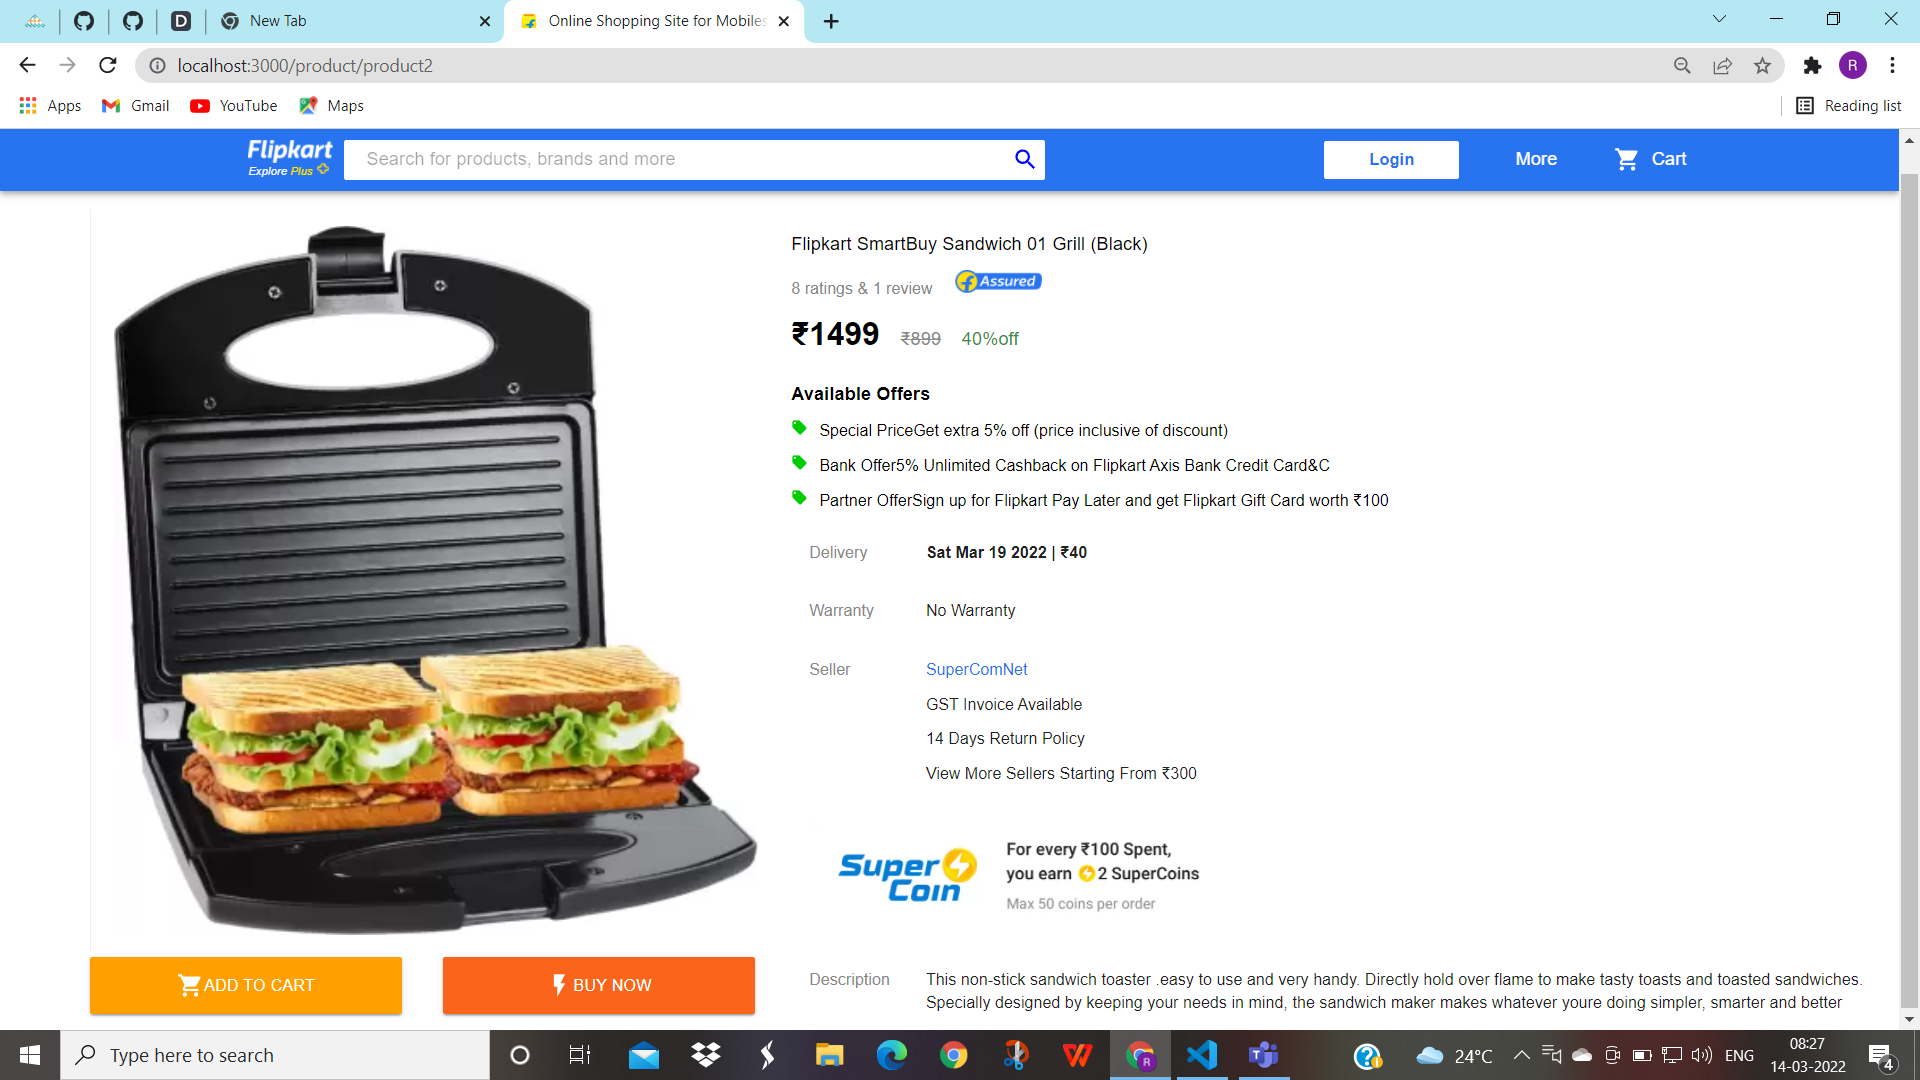 D
New Tab
Online Shopping Site for Mobiles
localhost:3000/product/product2
R
Apps
Gmail
YouTube
Maps
Reading list
Flipkart
Explore Plus
Search for products, brands and more
Login
More
Cart
Flipkart SmartBuy Sandwich 01 Grill (Black)
8 ratings & 1 review
f Assured
₹1499 ₹899 40%off
Available Offers
Special PriceGet extra 5% off (price inclusive of discount)
Bank Offer5% Unlimited Cashback on Flipkart Axis Bank Credit Card&C
Partner OfferSign up for Flipkart Pay Later and get Flipkart Gift Card worth ₹100
Delivery Sat Mar 19 2022 | ₹40
Warranty No Warranty
Seller SuperComNet
GST Invoice Available
14 Days Return Policy
View More Sellers Starting From ₹300
Super Coin
For every ₹100 Spent,
you earn 2 SuperCoins
Max 50 coins per order
ADD TO CART
BUY NOW
Description This non-stick sandwich toaster .easy to use and very handy. Directly hold over flame to make tasty toasts and toasted sandwiches.
Specially designed by keeping your needs in mind, the sandwich maker makes whatever youre doing simpler, smarter and better
Type here to search
24°C
ENG
08:27
14-03-2022
4